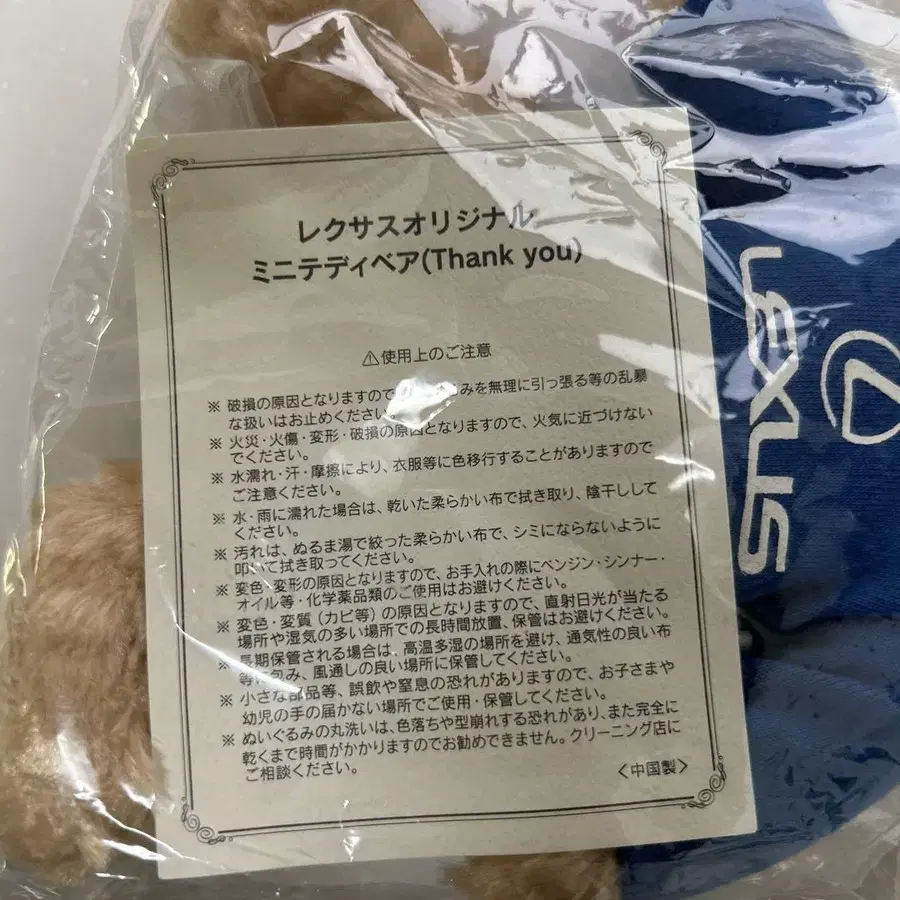 レクサスオリジナル
ミニテディベア(Thank you)
⚠使用上のご注意
※ 破損の原因となりますので みを無理に引っ張る等の乱暴
な扱いはお止めください。
※ 火災・火傷・変形・破損の原因となりますので、火気に近づけない
でください。
※ 水濡れ・汗・摩擦により、衣服等に色移行することがありますので
ご注意ください。
※ 水・雨に濡れた場合は、乾いた柔らかい布で拭き取り、陰干しして
ください。
※ 汚れは、ぬるま湯で絞った柔らかい布で、シミにならないように
叩いて拭き取ってください。
※ 変色・変形の原因となりますので、お手入れの際にベンジン・シンナー・
オイル等・化学薬品類のご使用はお避けください。
※ 変色・変質(カビ等)の原因となりますので、直射日光が当たる
場所や湿気の多い場所での長時間放置、保管はお避けください。
※ 長期保管される場合は、高温多湿の場所を避け、通気性の良い布
等に包み、風通しの良い場所に保管してください。
※ 小さな部品等、誤飲や窒息の恐れがありますので、お子さまや
幼児の手の届かない場所でご使用・保管してください。
※ ぬいぐるみの丸洗いは、色落ちや型崩れする恐れがあり、また完全に
乾くまで時間がかかりますのでお勧めできません。クリーニング店に
ご相談ください。
〈中国製〉
LEXUS